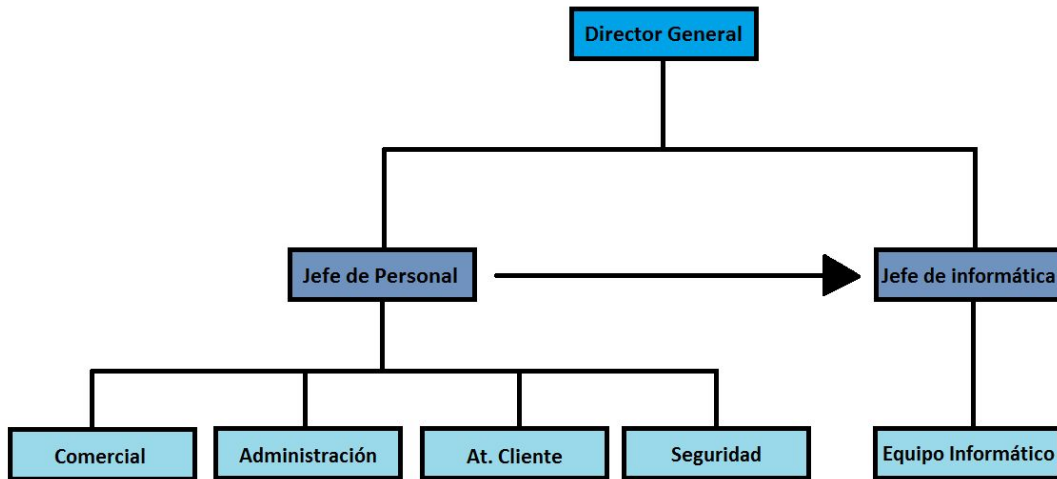 Director General
Jefe de Personal
Jefe de informática
Comercial
Administración
At. Cliente
Seguridad
Equipo Informático